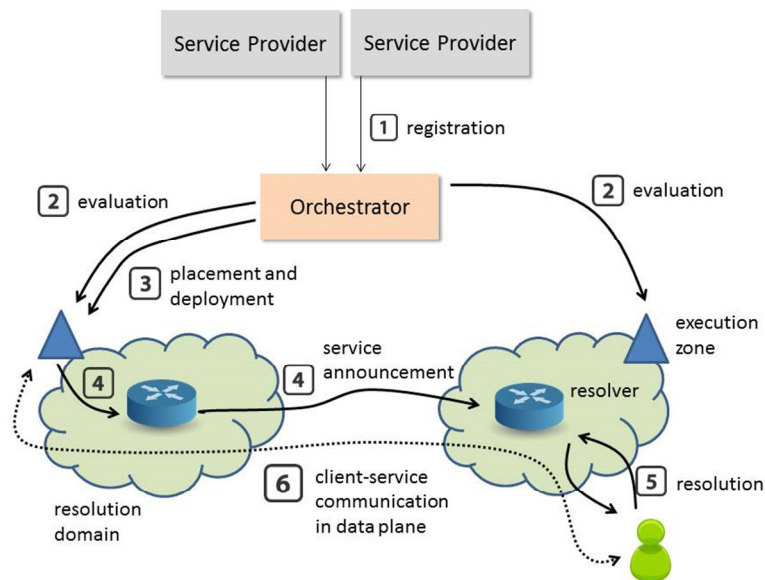 Service Provider
Service Provider
1 registration
2 evaluation
2 evaluation
Orchestrator
3 placement and
deployment
execution
zone
4
4 service
announcement
resolver
6 client-service
communication
in data plane
5 resolution
resolution
domain